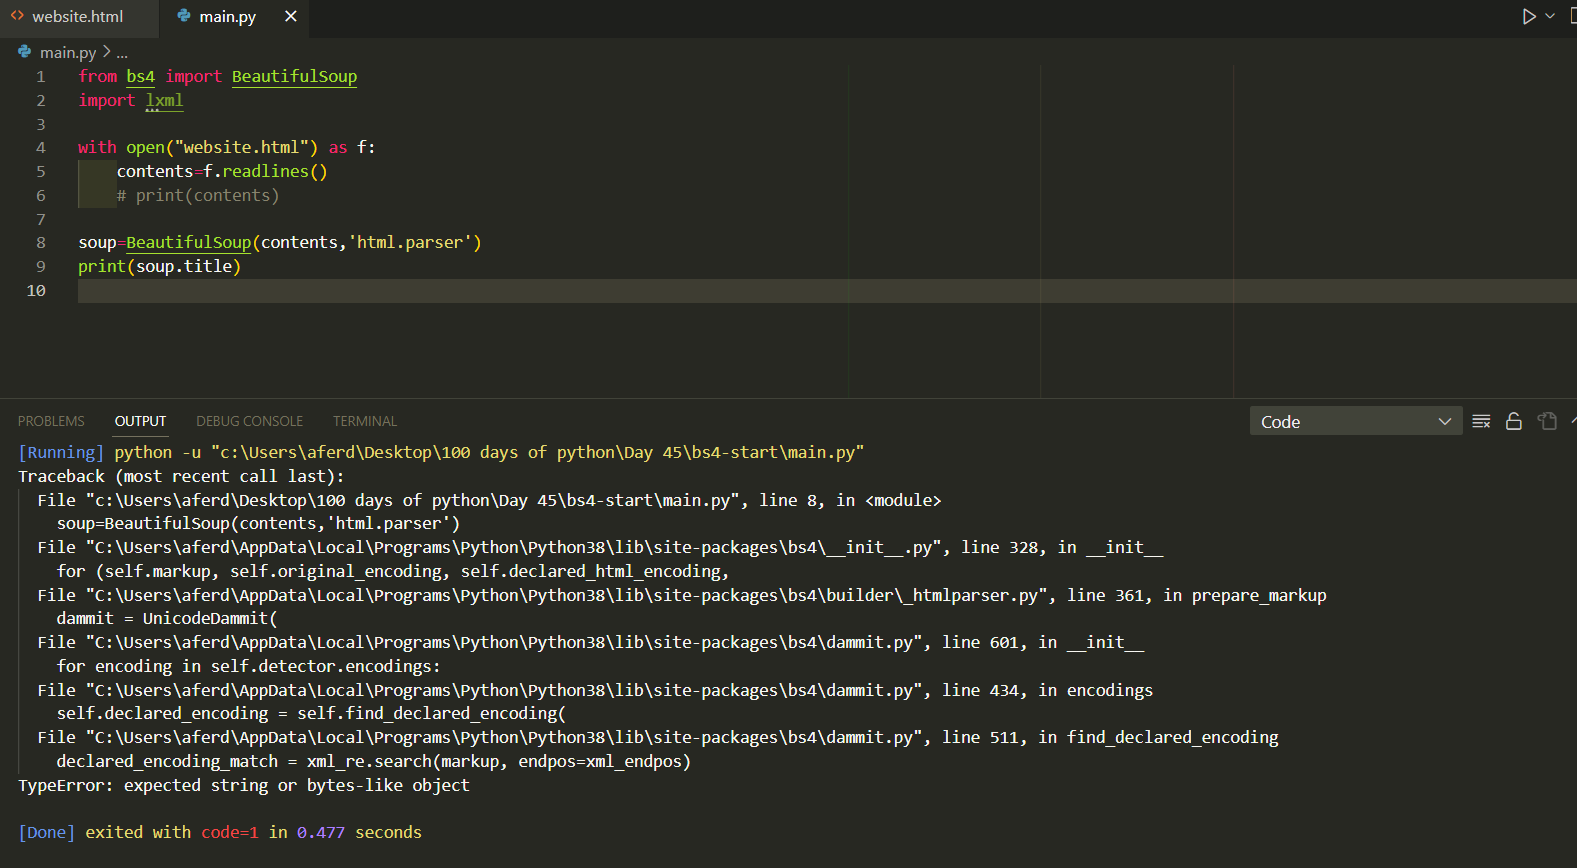 website.html main.py
main.py > ...
1 from bs4 import BeautifulSoup
2 import lxml
3
4 with open("website.html") as f:
5     contents=f.readlines()
6     # print(contents)
7
8 soup=BeautifulSoup(contents,'html.parser')
9 print(soup.title)
10
PROBLEMS OUTPUT DEBUG CONSOLE TERMINAL Code
[Running] python -u "c:\Users\aferd\Desktop\100 days of python\Day 45\bs4-start\main.py"
Traceback (most recent call last):
  File "c:\Users\aferd\Desktop\100 days of python\Day 45\bs4-start\main.py", line 8, in <module>
    soup=BeautifulSoup(contents,'html.parser')
  File "C:\Users\aferd\AppData\Local\Programs\Python\Python38\lib\site-packages\bs4\__init__.py", line 328, in __init__
    for (self.markup, self.original_encoding, self.declared_html_encoding,
  File "C:\Users\aferd\AppData\Local\Programs\Python\Python38\lib\site-packages\bs4\builder\_htmlparser.py", line 361, in prepare_markup
    dammit = UnicodeDammit(
  File "C:\Users\aferd\AppData\Local\Programs\Python\Python38\lib\site-packages\bs4\dammit.py", line 601, in __init__
    for encoding in self.detector.encodings:
  File "C:\Users\aferd\AppData\Local\Programs\Python\Python38\lib\site-packages\bs4\dammit.py", line 434, in encodings
    self.declared_encoding = self.find_declared_encoding(
  File "C:\Users\aferd\AppData\Local\Programs\Python\Python38\lib\site-packages\bs4\dammit.py", line 511, in find_declared_encoding
    declared_encoding_match = xml_re.search(markup, endpos=xml_endpos)
TypeError: expected string or bytes-like object

[Done] exited with code=1 in 0.477 seconds